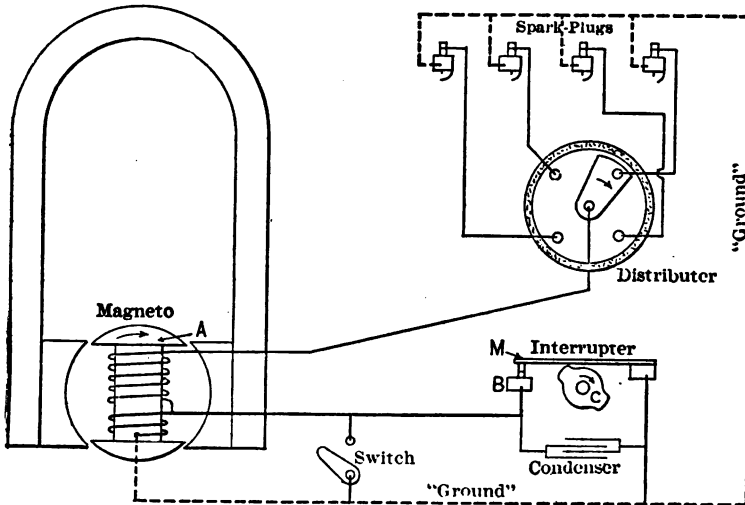 Spark-Plugs
"Ground"
Distributer
Magneto
A
M
Interrupter
B
C
Switch
Condenser
"Ground"